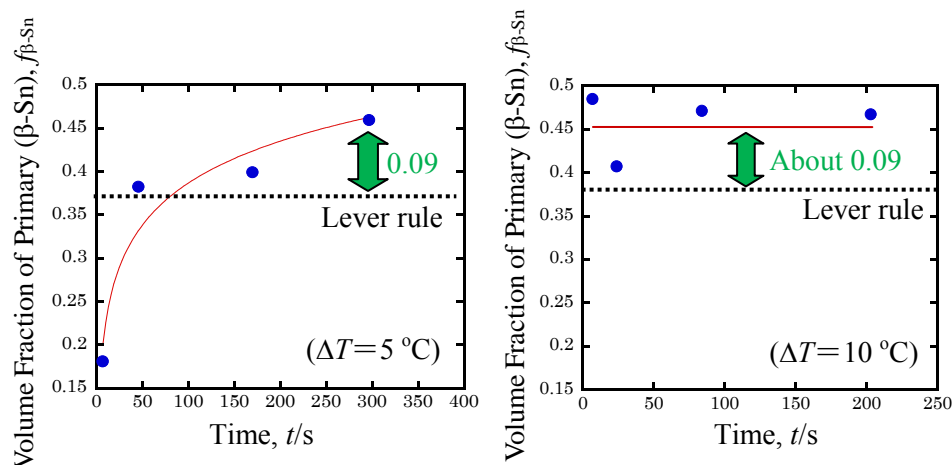 Volume Fraction of Primary (β-Sn), fβ-Sn
0.5
0.45
0.4
0.35
0.3
0.25
0.2
0.15
0.09
Lever rule
(ΔT＝5 °C)
0 50 100 150 200 250 300 350 400
Time, t/s
Volume Fraction of Primary (β-Sn), fβ-Sn
0.5
0.45
0.4
0.35
0.3
0.25
0.2
0.15
About 0.09
Lever rule
(ΔT＝10 °C)
0 50 100 150 200 250
Time, t/s